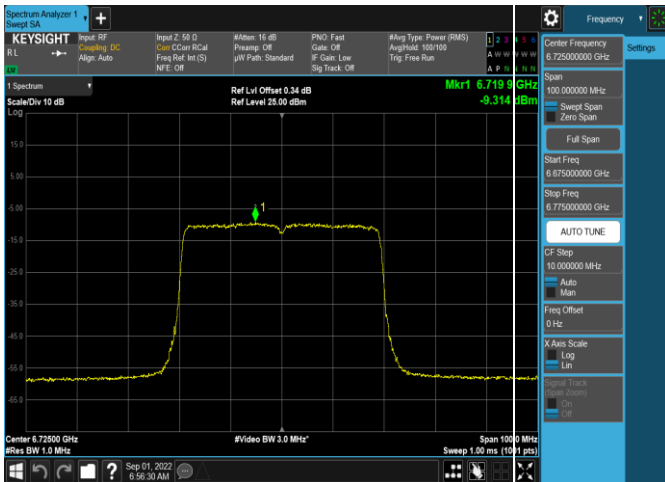 Spectrum Analyzer 1
Swept SA
Frequency
KEYSIGHT
RL
LV
Input: RF
Coupling: DC
Align: Auto
Input Z: 50 Ω
Corr CCorr RCal
Freq Ref: Int (S)
NFE: Off
#Atten: 16 dB
Preamp: Off
µW Path: Standard
PNO: Fast
Gate: Off
IF Gain: Low
Sig Track: Off
#Avg Type: Power (RMS)
Avg|Hold: 100/100
Trig: Free Run
1 2 3 4 5 6
A W W W W W
A P N N N N
1 Spectrum
Scale/Div 10 dB
Log
Ref Lvl Offset 0.34 dB
Ref Level 25.00 dBm
Mkr1 6.719 9 GHz
-9.314 dBm
15.0
5.00
-5.00
-15.0
-25.0
-35.0
-45.0
-55.0
-65.0
1
Center 6.72500 GHz
#Res BW 1.0 MHz
#Video BW 3.0 MHz*
Span 100.0 MHz
Sweep 1.00 ms (1001 pts)
Center Frequency
6.725000000 GHz
Settings
Span
100.000000 MHz
Swept Span
Zero Span
Full Span
Start Freq
6.675000000 GHz
Stop Freq
6.775000000 GHz
AUTO TUNE
CF Step
10.000000 MHz
Auto
Man
Freq Offset
0 Hz
X Axis Scale
Log
Lin
Signal Track
(Span Zoom)
On
Off
Sep 01, 2022
6:56:30 AM